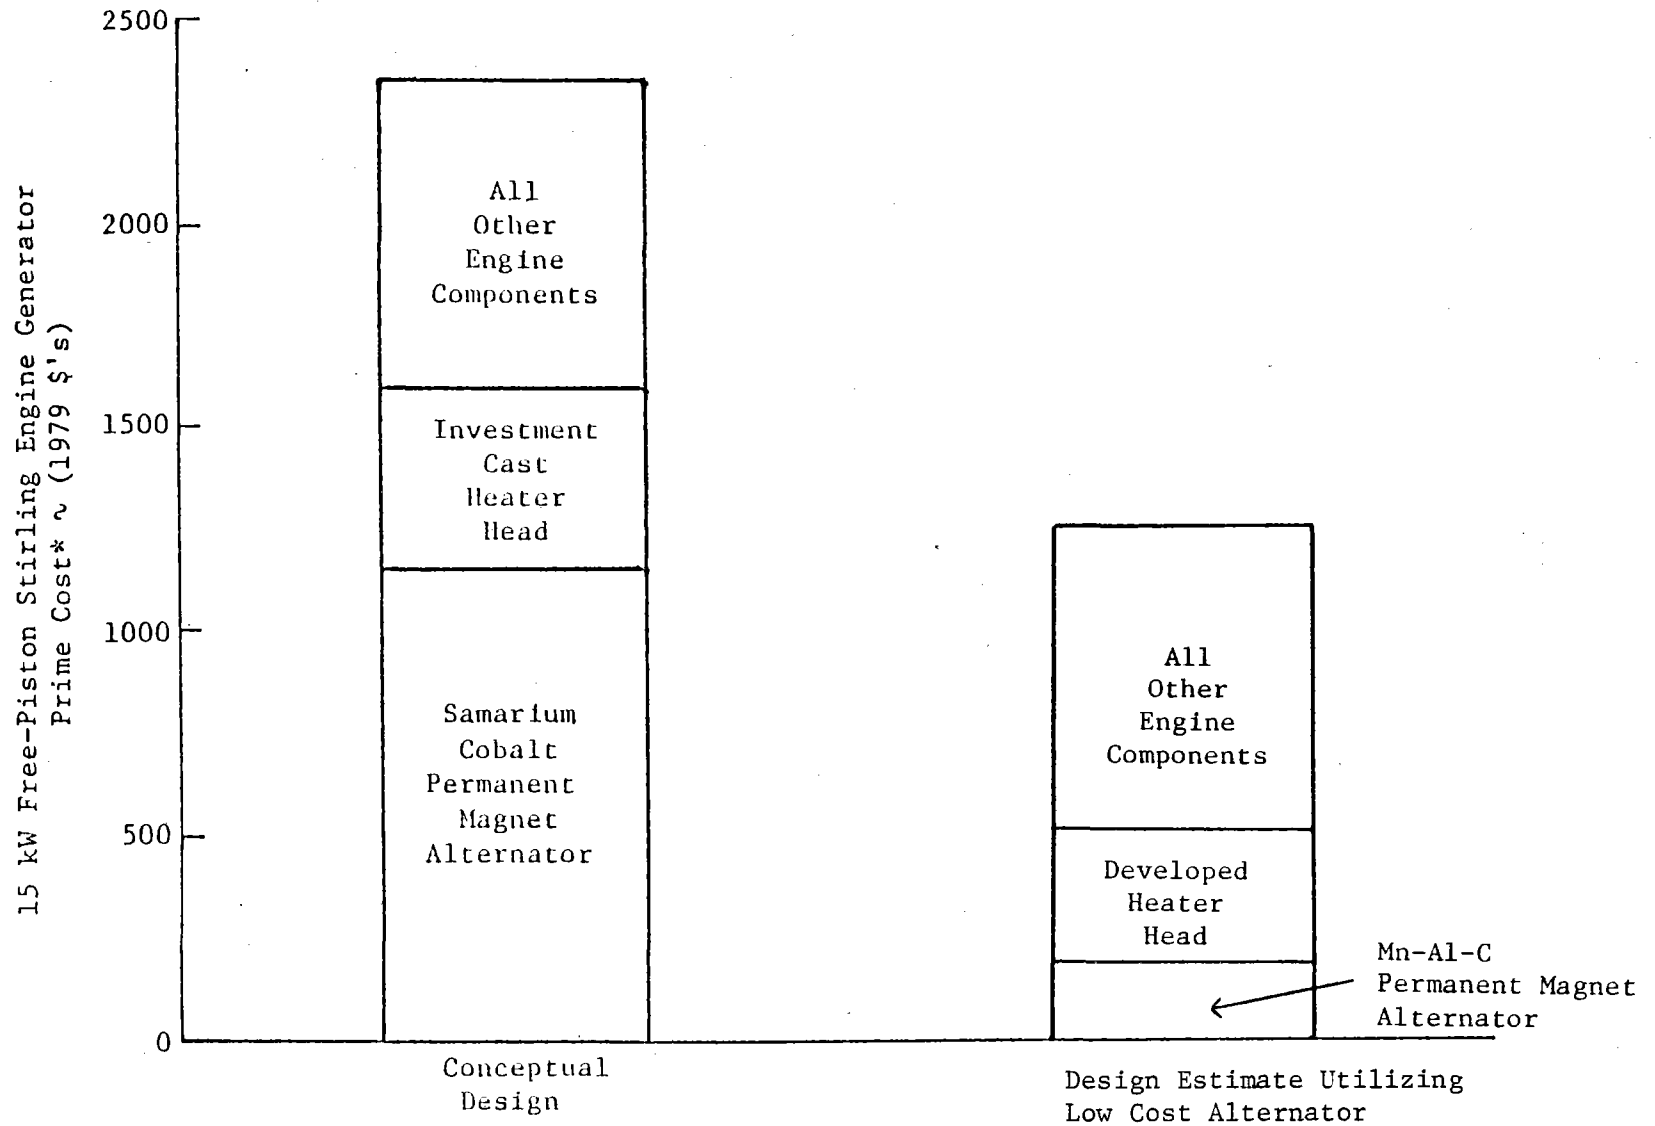 15 kW Free-Piston Stirling Engine Generator
Prime Cost* ~ (1979 $'s)
2500
2000
1500
1000
500
0
All
Other
Engine
Components
Investment
Cast
Heater
Head
Samarium
Cobalt
Permanent
Magnet
Alternator
Conceptual
Design
All
Other
Engine
Components
Developed
Heater
Head
Mn-Al-C
Permanent Magnet
Alternator
Design Estimate Utilizing
Low Cost Alternator